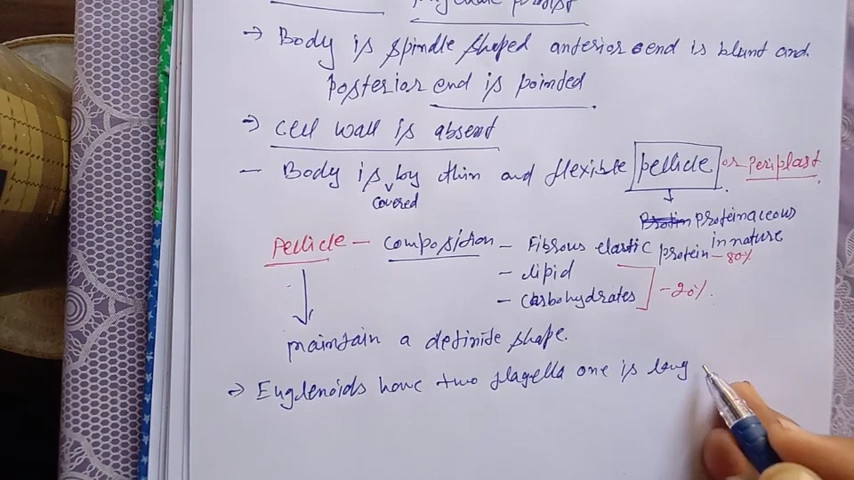 protist
→ Body is spindle shaped anterior end is blunt and
Posterior end is pointed
→ Cell wall is absent
– Body is by thin and flexible pellicle or Periplast.
covered
proteinaceous
in nature
Pellicle – Composition – Fibrous elastic protein – 80%
– lipid
– Carbohydrates – 20%.
maintain a definite shape.
→ Euglenoids have two flagella one is long